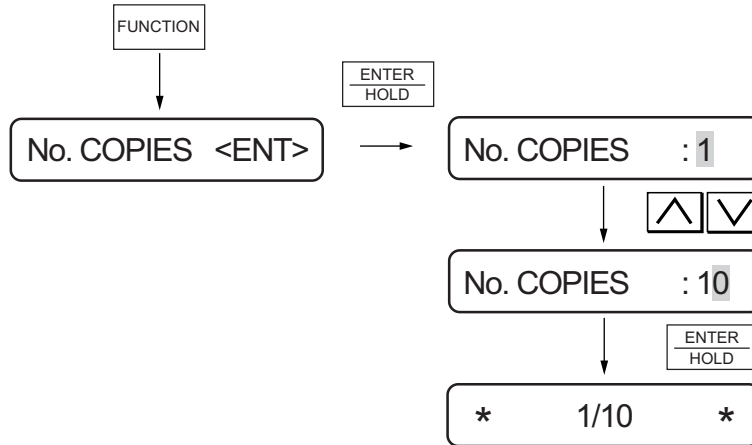 FUNCTION
ENTER
HOLD
No. COPIES <ENT>
No. COPIES : 1
No. COPIES : 10
ENTER
HOLD
* 1/10 *